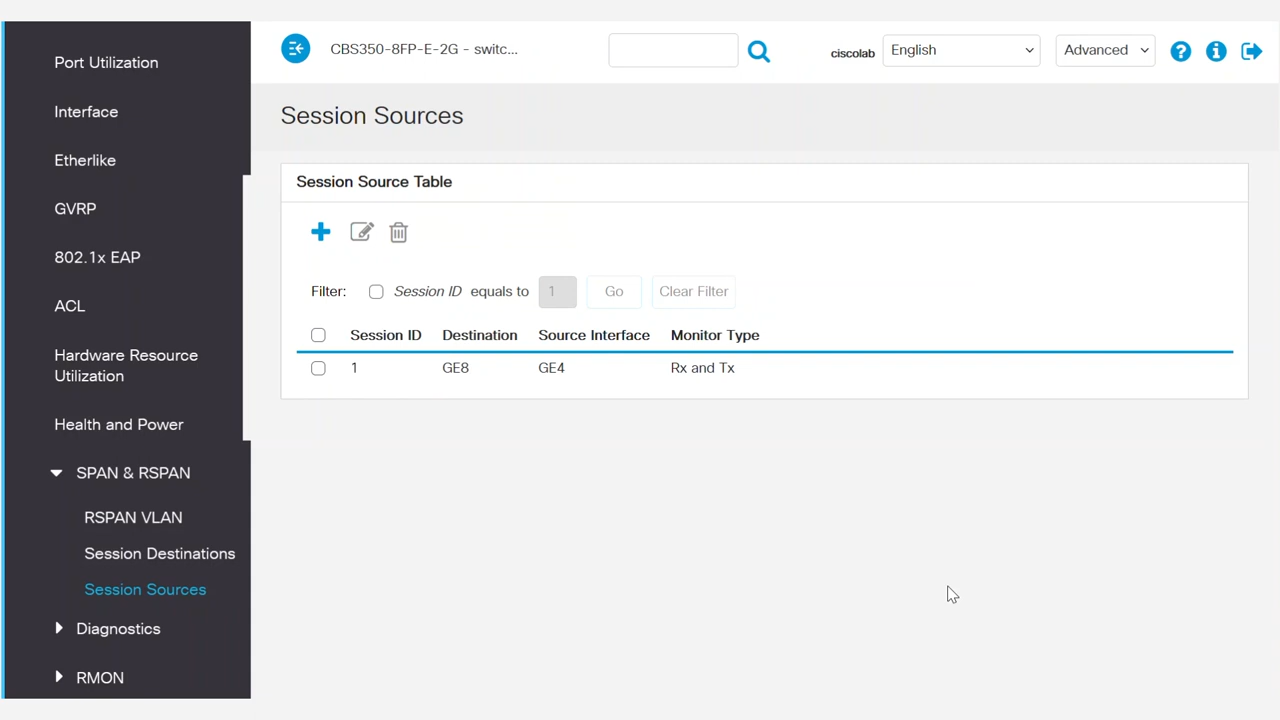 Port Utilization
Interface
Etherlike
GVRP
802.1x EAP
ACL
Hardware Resource
Utilization
Health and Power
SPAN & RSPAN
RSPAN VLAN
Session Destinations
Session Sources
Diagnostics
RMON
CBS350-8FP-E-2G - switc...
ciscolab
English
Advanced
Session Sources
Session Source Table
Filter: Session ID equals to 1 Go Clear Filter
Session ID Destination Source Interface Monitor Type
1 GE8 GE4 Rx and Tx